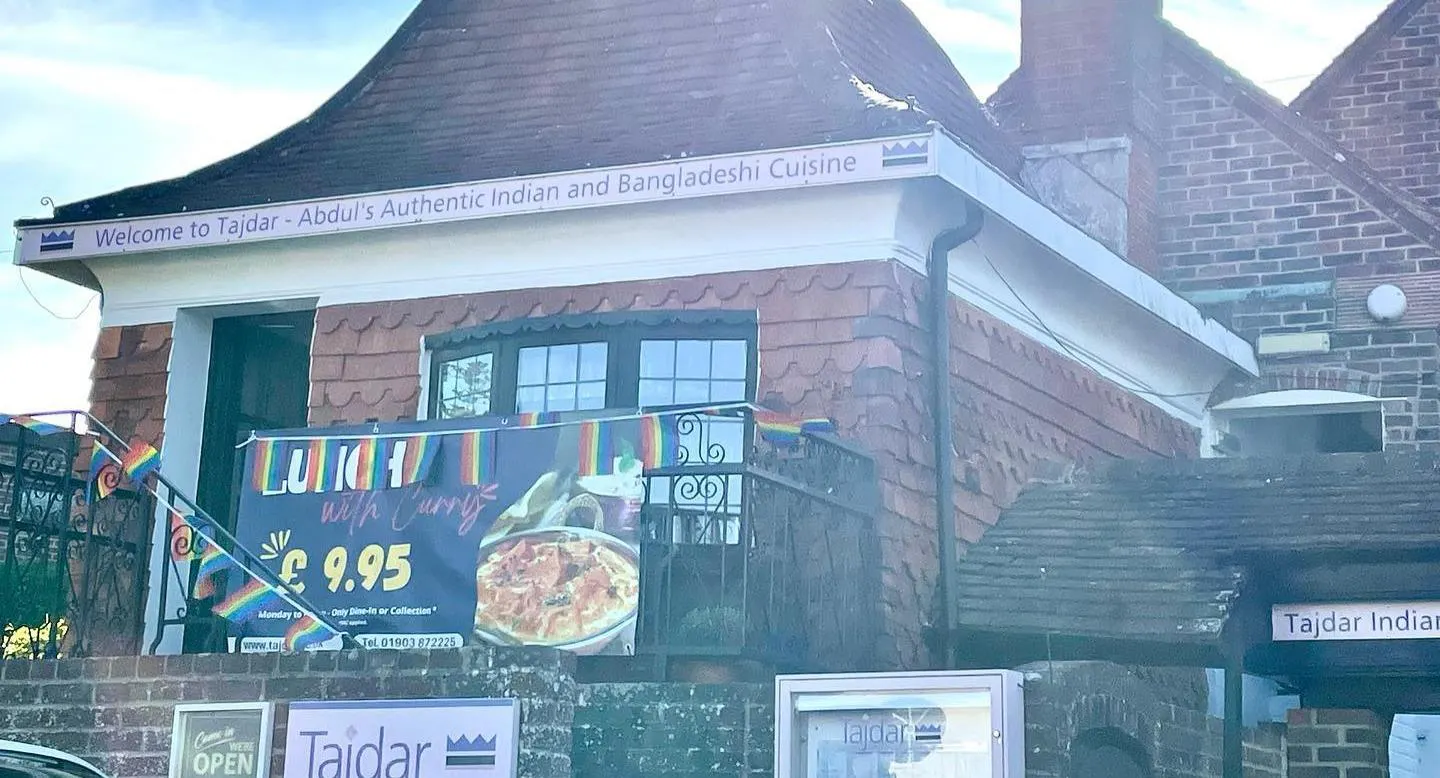 Welcome to Tajdar - Abdul's Authentic Indian and Bangladeshi Cuisine
LUNCH
with Curry
£ 9.95
Monday to - Only Dine-In or Collection*
Tel. 01903 872225
Tajdar Indian
Come in
WE'RE
OPEN
Tajdar
Tajdar